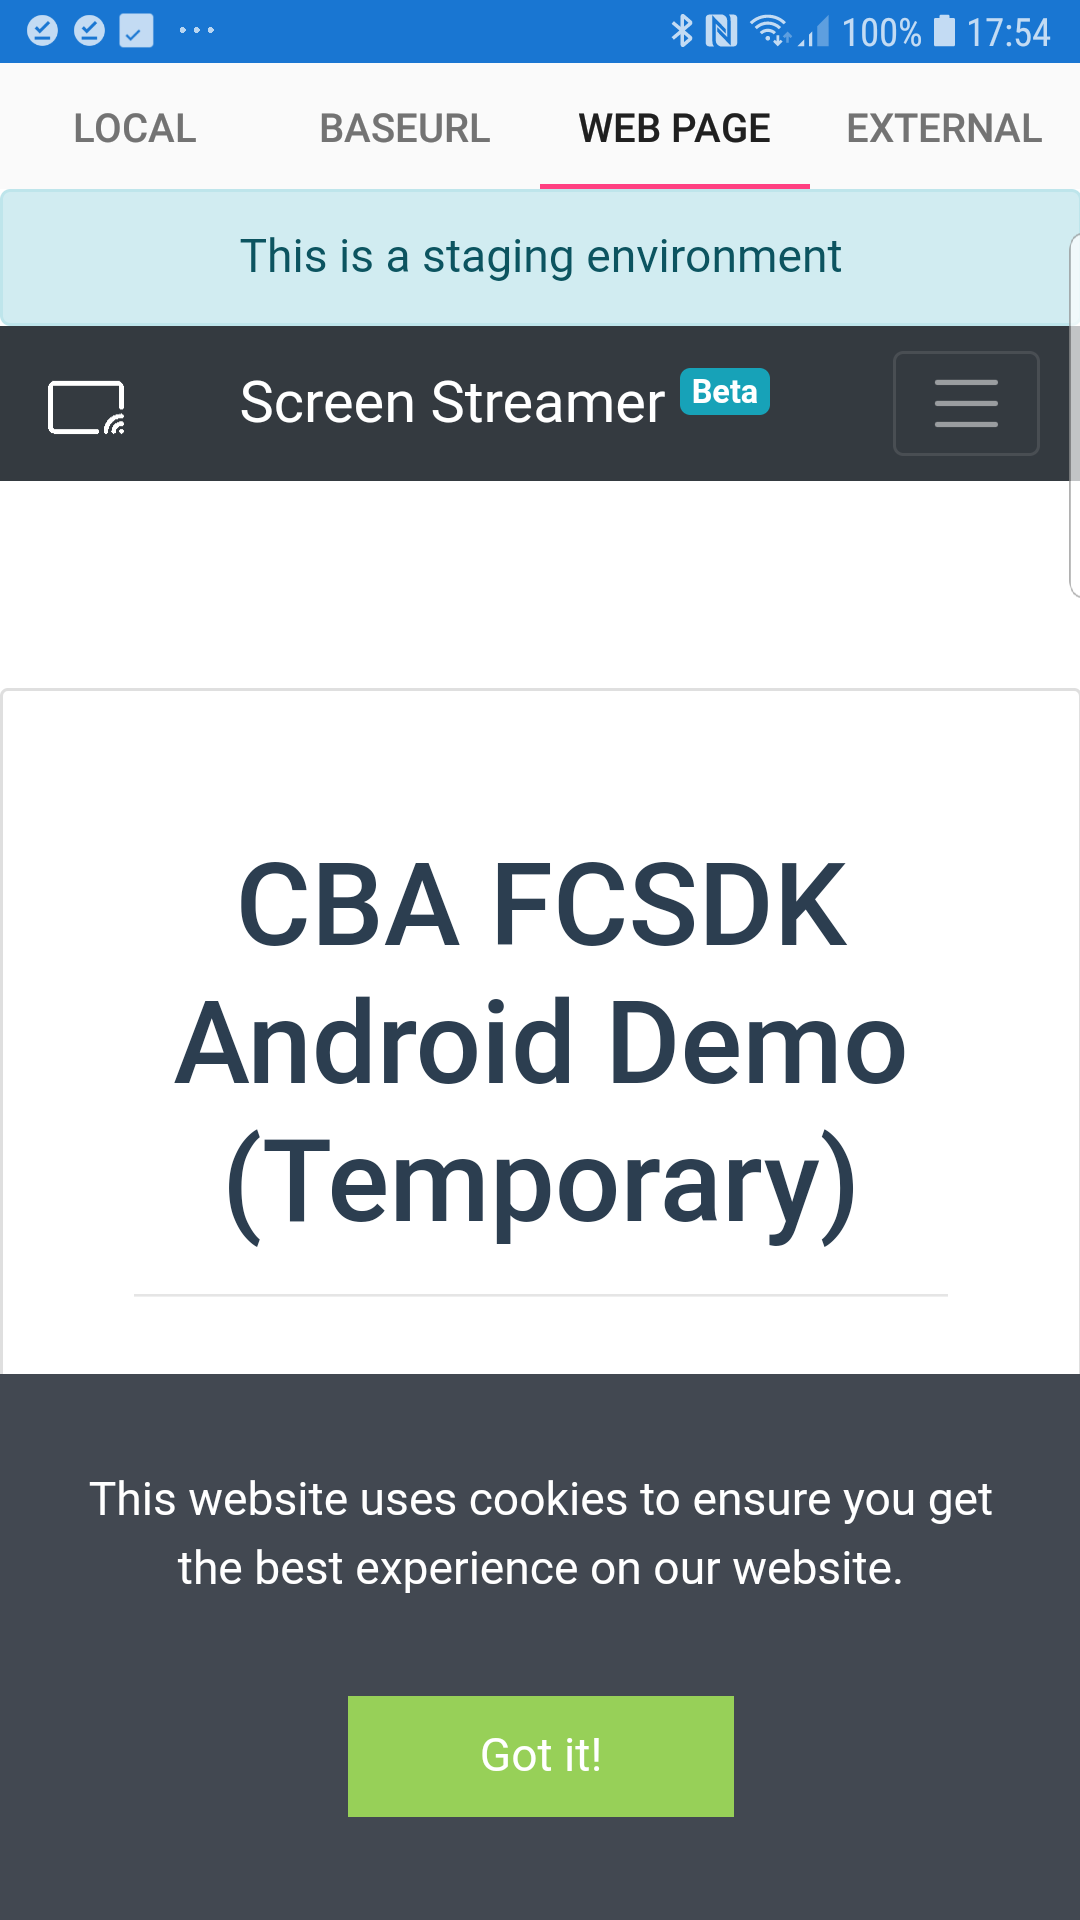 100% 17:54
LOCAL BASEURL WEB PAGE EXTERNAL
This is a staging environment
Screen Streamer Beta
CBA FCSDK
Android Demo
(Temporary)
This website uses cookies to ensure you get
the best experience on our website.
Got it!